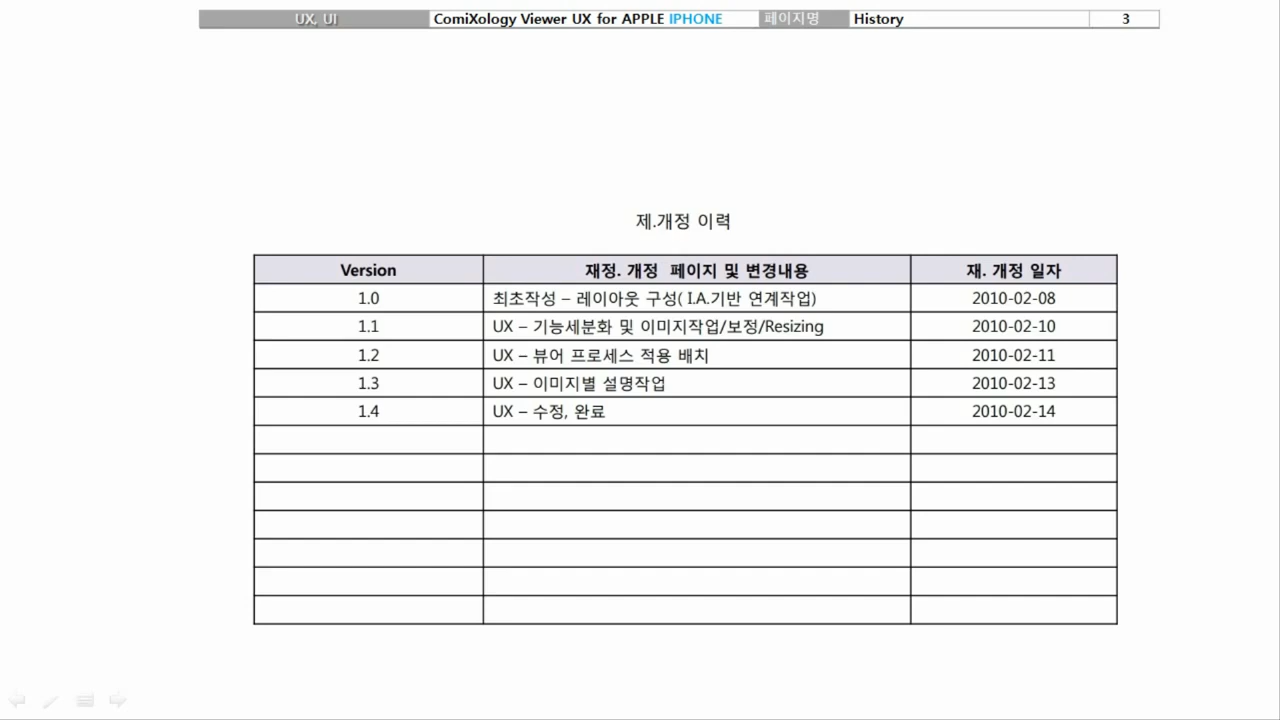 UX, UI ComiXology Viewer UX for APPLE IPHONE 페이지명 History 3
제.개정 이력
Version 재정. 개정 페이지 및 변경내용 재. 개정 일자
1.0 최초작성 – 레이아웃 구성( I.A.기반 연계작업) 2010-02-08
1.1 UX – 기능세분화 및 이미지작업/보정/Resizing 2010-02-10
1.2 UX – 뷰어 프로세스 적용 배치 2010-02-11
1.3 UX – 이미지별 설명작업 2010-02-13
1.4 UX – 수정, 완료 2010-02-14